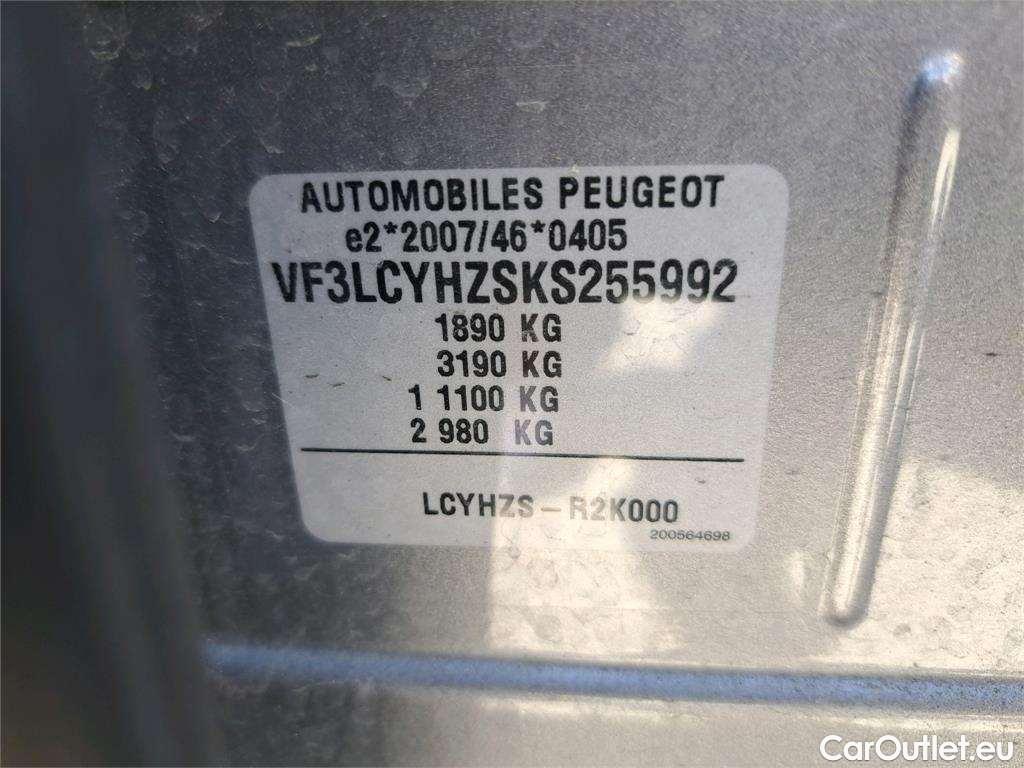 AUTOMOBILES PEUGEOT
e2*2007/46*0405
VF3LCYHZSKS255992
1890 KG
3190 KG
1 1100 KG
2 980 KG
LCYHZS – R2K000
200564698
CarOutlet.eu